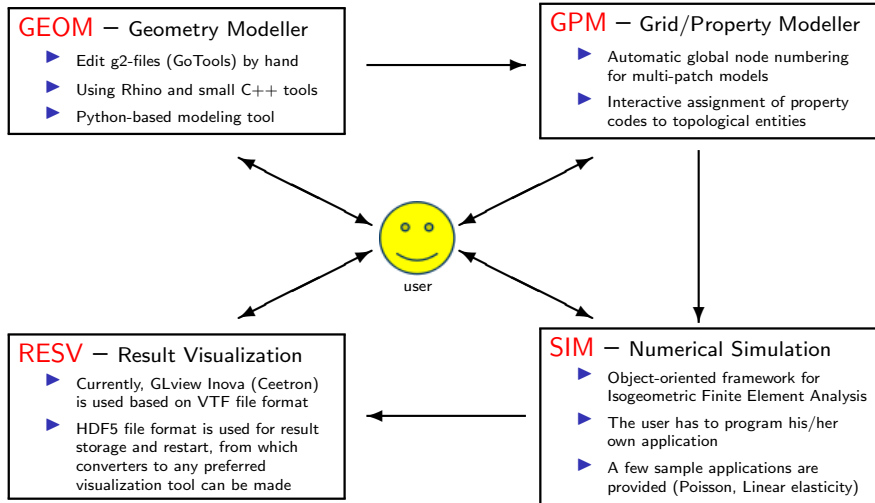 GEOM – Geometry Modeller
Edit g2-files (GoTools) by hand
Using Rhino and small C++ tools
Python-based modeling tool
GPM – Grid/Property Modeller
Automatic global node numbering
for multi-patch models
Interactive assignment of property
codes to topological entities
user
RESV – Result Visualization
Currently, GLview Inova (Ceetron)
is used based on VTF file format
HDF5 file format is used for result
storage and restart, from which
converters to any preferred
visualization tool can be made
SIM – Numerical Simulation
Object-oriented framework for
Isogeometric Finite Element Analysis
The user has to program his/her
own application
A few sample applications are
provided (Poisson, Linear elasticity)